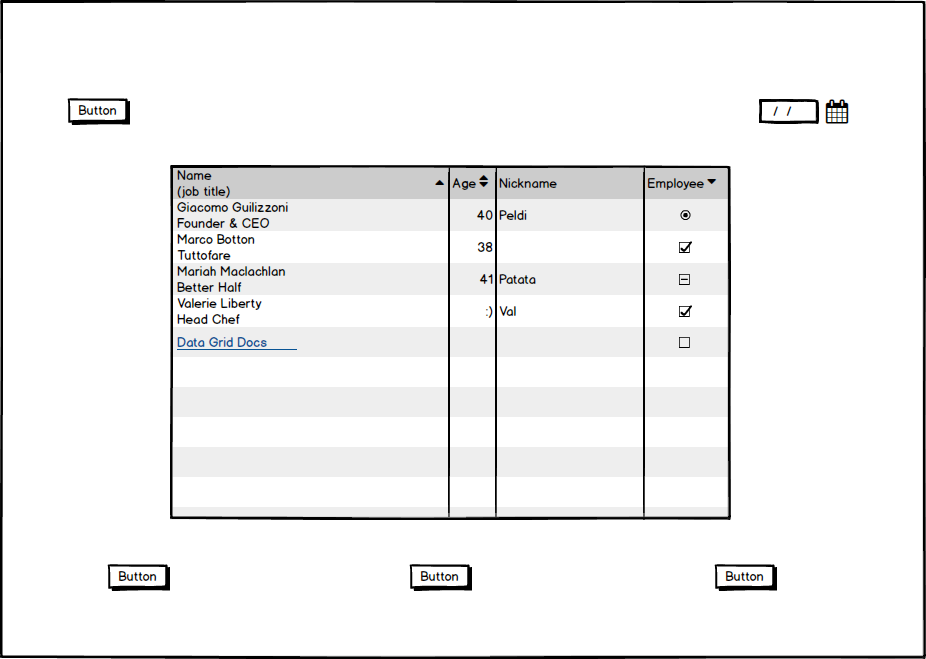 Button
/ /
Name
(job title)
Age
Nickname
Employee
Giacomo Guilizzoni
Founder & CEO
40
Peldi
Marco Botton
Tuttofare
38
Mariah Maclachlan
Better Half
41
Patata
Valerie Liberty
Head Chef
:)
Val
Data Grid Docs
Button
Button
Button